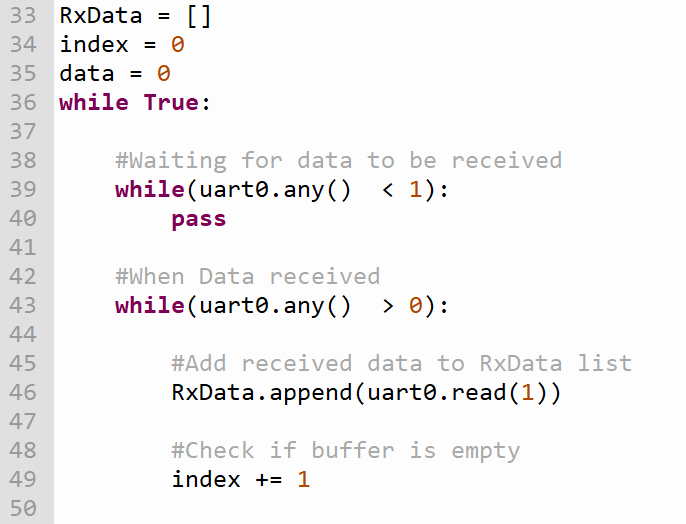 33 RxData = []
34 index = 0
35 data = 0
36 while True:
37
38     #Waiting for data to be received
39     while(uart0.any()  < 1):
40         pass
41
42     #When Data received
43     while(uart0.any()  > 0):
44
45         #Add received data to RxData list
46         RxData.append(uart0.read(1))
47
48         #Check if buffer is empty
49         index += 1
50